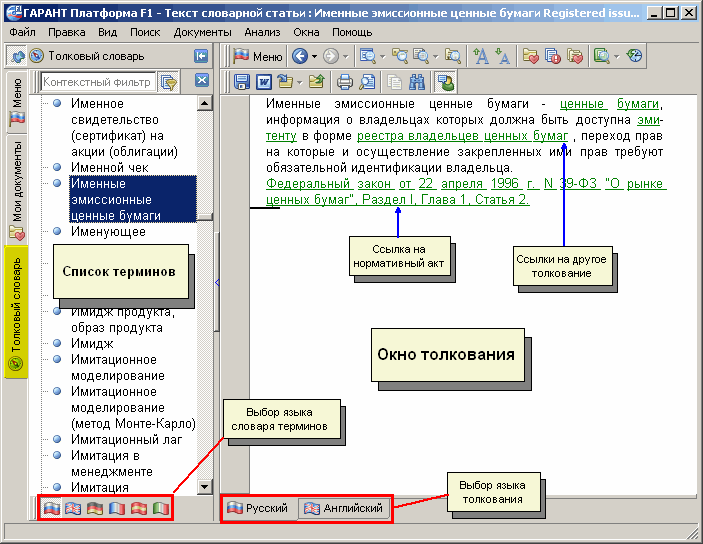 ГАРАНТ Платформа F1 - Текст словарной статьи : Именные эмиссионные ценные бумаги Registered issu...
Файл Правка Вид Поиск Документы Анализ Окна Помощь
Толковый словарь
Меню
Контекстный фильтр
Меню
Мои документы
Толковый словарь
Именное
свидетельство
(сертификат) на
акции (облигации)
Именной чек
Именные
эмиссионные
ценные бумаги
Именующее
Список терминов
Имидж продукта,
образ продукта
Имидж
Имитационное
моделирование
Имитационное
моделирование
(метод Монте-Карло)
Имитационный лаг
Имитация в
менеджменте
Имитация
Именные эмиссионные ценные бумаги - ценные бумаги,
информация о владельцах которых должна быть доступна эми-
тенту в форме реестра владельцев ценных бумаг , переход прав
на которые и осуществление закрепленных ими прав требуют
обязательной идентификации владельца.
Федеральный закон от 22 апреля 1996 г. N 39-ФЗ "О рынке
ценных бумаг", Раздел I, Глава 1, Статья 2.
Ссылка на
нормативный акт
Ссылки на другое
толкование
Окно толкования
Выбор языка
словаря терминов
Выбор языка
толкования
Русский
Английский